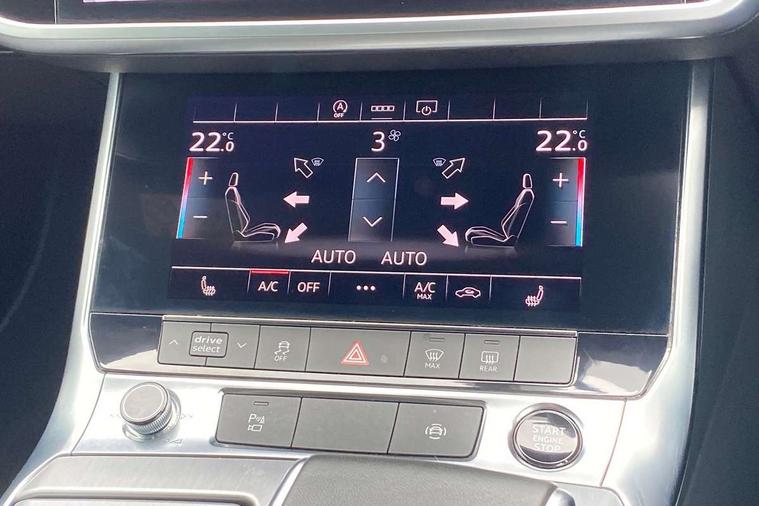 A
OFF
22.0 °C 3 22.0 °C
+ +
− −
AUTO AUTO
A/C OFF ••• A/C MAX
drive select
OFF
MAX
REAR
P
START
ENGINE
STOP